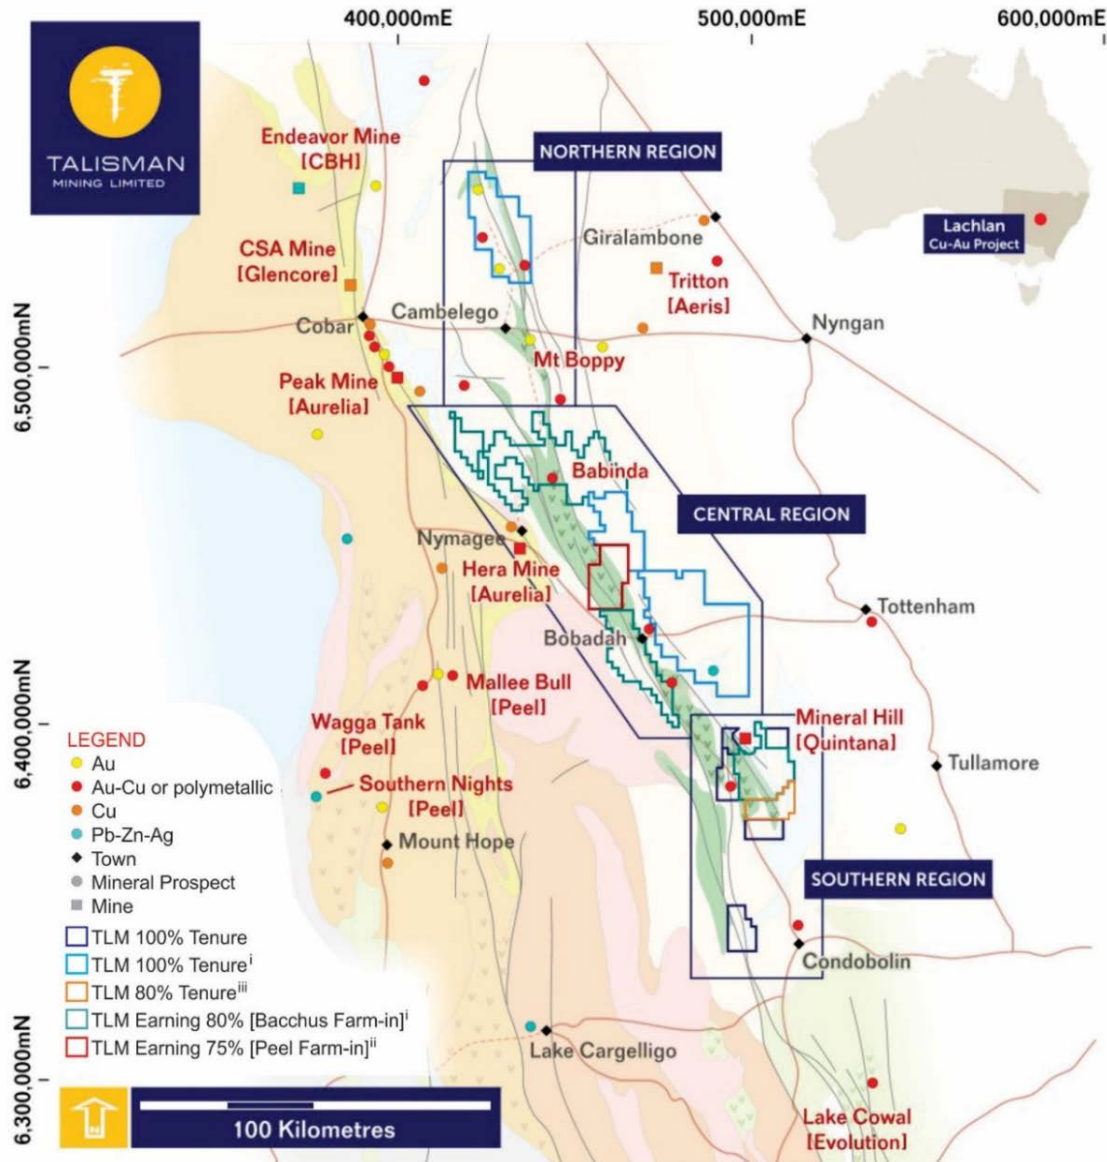 400,000mE
500,000mE
600,000mE
TALISMAN
MINING LIMITED
Endeavor Mine
[CBH]
NORTHERN REGION
Giralambone
Lachlan
Cu-Au Project
CSA Mine
[Glencore]
Tritton
[Aeris]
Cambelego
Cobar
Nyngan
6,500,000mN
Mt Boppy
Peak Mine
[Aurelia]
Babinda
CENTRAL REGION
Nymagee
Hera Mine
[Aurelia]
Tottenham
Bobadah
Mallee Bull
[Peel]
6,400,000mN
Wagga Tank
[Peel]
Mineral Hill
[Quintana]
Tullamore
Southern Nights
[Peel]
Mount Hope
SOUTHERN REGION
Condobolin
LEGEND
Au
Au-Cu or polymetallic
Cu
Pb-Zn-Ag
Town
Mineral Prospect
Mine
TLM 100% Tenure
TLM 100% Tenureⁱ
TLM 80% Tenureⁱⁱⁱ
TLM Earning 80% [Bacchus Farm-in]ⁱ
TLM Earning 75% [Peel Farm-in]ⁱⁱ
Lake Cargelligo
6,300,000mN
N
100 Kilometres
Lake Cowal
[Evolution]